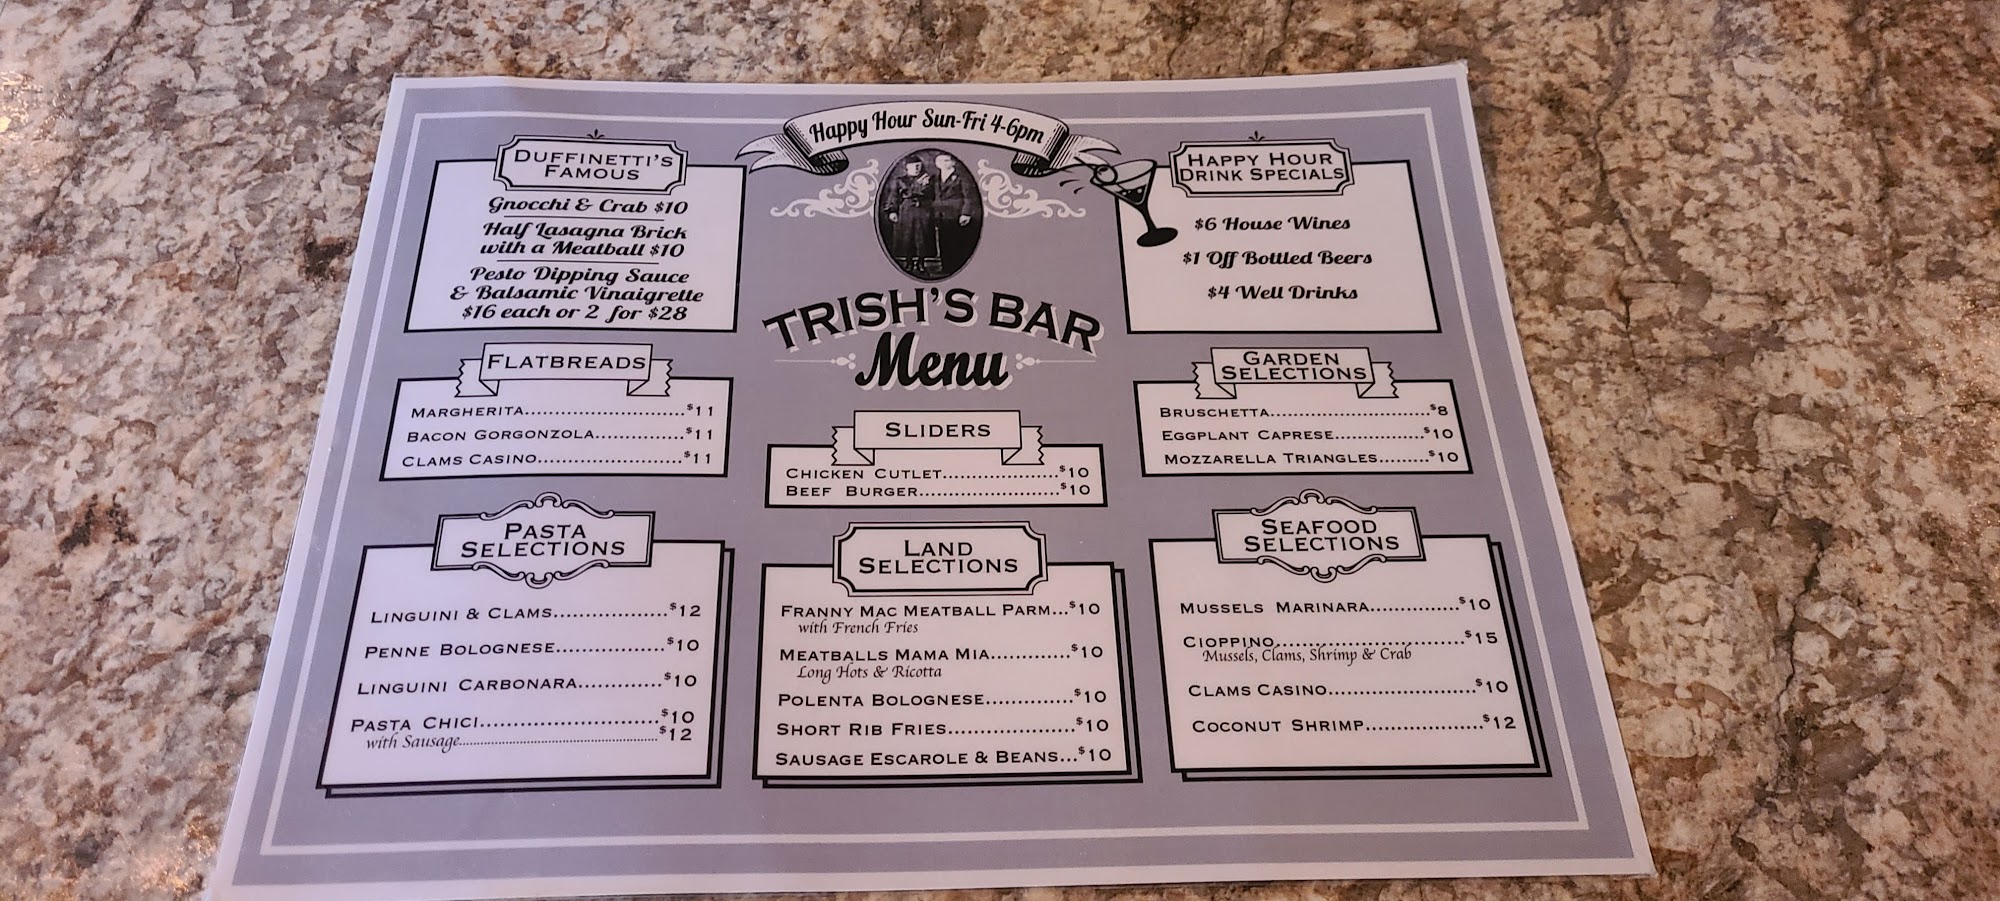 Happy Hour Sun-Fri 4-6pm
DUFFINETTI'S
FAMOUS
Gnocchi & Crab $10
Half Lasagna Brick
with a Meatball $10
Pesto Dipping Sauce
& Balsamic Vinaigrette
$16 each or 2 for $28
HAPPY HOUR
DRINK SPECIALS
$6 House Wines
$1 Off Bottled Beers
$4 Well Drinks
TRISH'S BAR
Menu
FLATBREADS
MARGHERITA..........................$11
BACON GORGONZOLA...............$11
CLAMS CASINO........................$11
SLIDERS
CHICKEN CUTLET....................$10
BEEF BURGER........................$10
GARDEN
SELECTIONS
BRUSCHETTA..........................$8
EGGPLANT CAPRESE................$10
MOZZARELLA TRIANGLES.........$10
PASTA
SELECTIONS
LINGUINI & CLAMS...................$12
PENNE BOLOGNESE..................$10
LINGUINI CARBONARA..............$10
PASTA CHICI............................$10
with Sausage............................$12
LAND
SELECTIONS
FRANNY MAC MEATBALL PARM...$10
with French Fries
MEATBALLS MAMA MIA.............$10
Long Hots & Ricotta
POLENTA BOLOGNESE..............$10
SHORT RIB FRIES.....................$10
SAUSAGE ESCAROLE & BEANS...$10
SEAFOOD
SELECTIONS
MUSSELS MARINARA...............$10
CIOPPINO...............................$15
Mussels, Clams, Shrimp & Crab
CLAMS CASINO........................$10
COCONUT SHRIMP...................$12